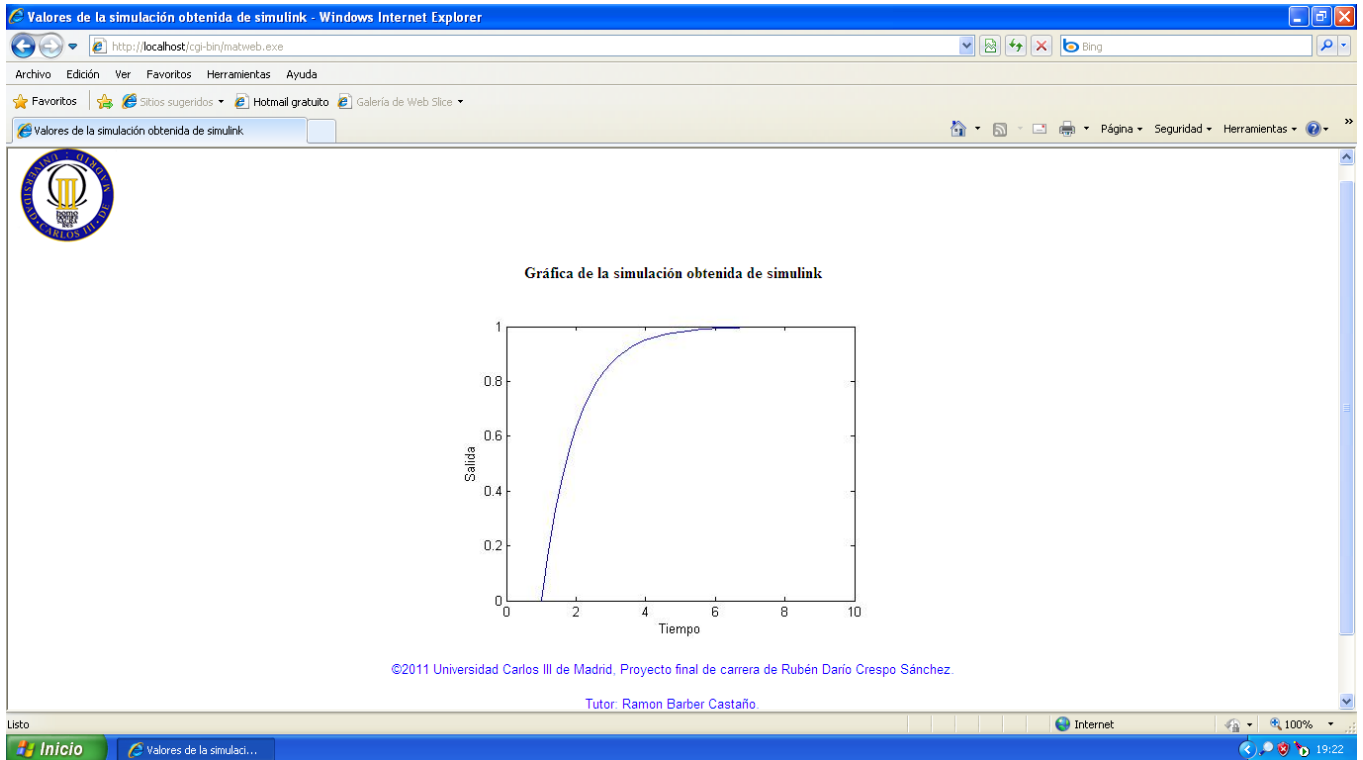 Valores de la simulación obtenida de simulink - Windows Internet Explorer
http://localhost/cgi-bin/matweb.exe
Bing
Archivo Edición Ver Favoritos Herramientas Ayuda
Favoritos Sitios sugeridos Hotmail gratuito Galería de Web Slice
Valores de la simulación obtenida de simulink
Página Seguridad Herramientas »
UNIVERSIDAD · CARLOS III · DE MADRID
Gráfica de la simulación obtenida de simulink
1
0.8
0.6
0.4
0.2
0
Salida
0 2 4 6 8 10
Tiempo
©2011 Universidad Carlos III de Madrid, Proyecto final de carrera de Rubén Darío Crespo Sánchez.
Tutor: Ramon Barber Castaño.
Listo
Internet
100%
Inicio
Valores de la simulaci...
19:22